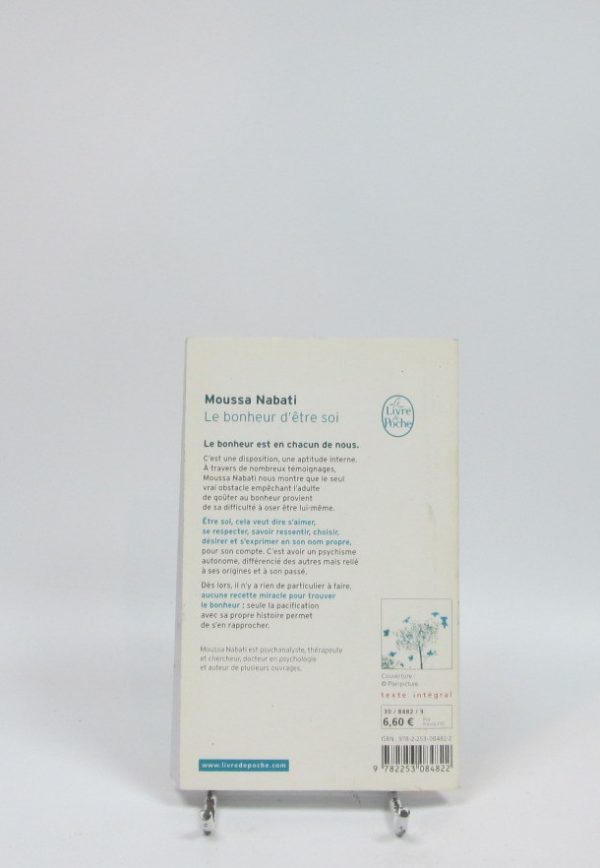 Moussa Nabati
Le bonheur d'être soi
Le
Livre
de
Poche
Le bonheur est en chacun de nous.
C'est une disposition, une aptitude interne.
À travers de nombreux témoignages,
Moussa Nabati nous montre que le seul
vrai obstacle empêchant l'adulte
de goûter au bonheur provient
de sa difficulté à oser être lui-même.
Être soi, cela veut dire s'aimer,
se respecter, savoir ressentir, choisir,
désirer et s'exprimer en son nom propre,
pour son compte. C'est avoir un psychisme
autonome, différencié des autres mais relié
à ses origines et à son passé.
Dès lors, il n'y a rien de particulier à faire,
aucune recette miracle pour trouver
le bonheur ; seule la pacification
avec sa propre histoire permet
de s'en rapprocher.
Moussa Nabati est psychanalyste, thérapeute
et chercheur, docteur en psychologie
et auteur de plusieurs ouvrages.
Couverture :
© Plainpicture.
texte intégral
30 / 8482 / 9
6,60 €
Prix
France TTC
ISBN : 978-2-253-08482-2
9 782253 084822
www.livredepoche.com